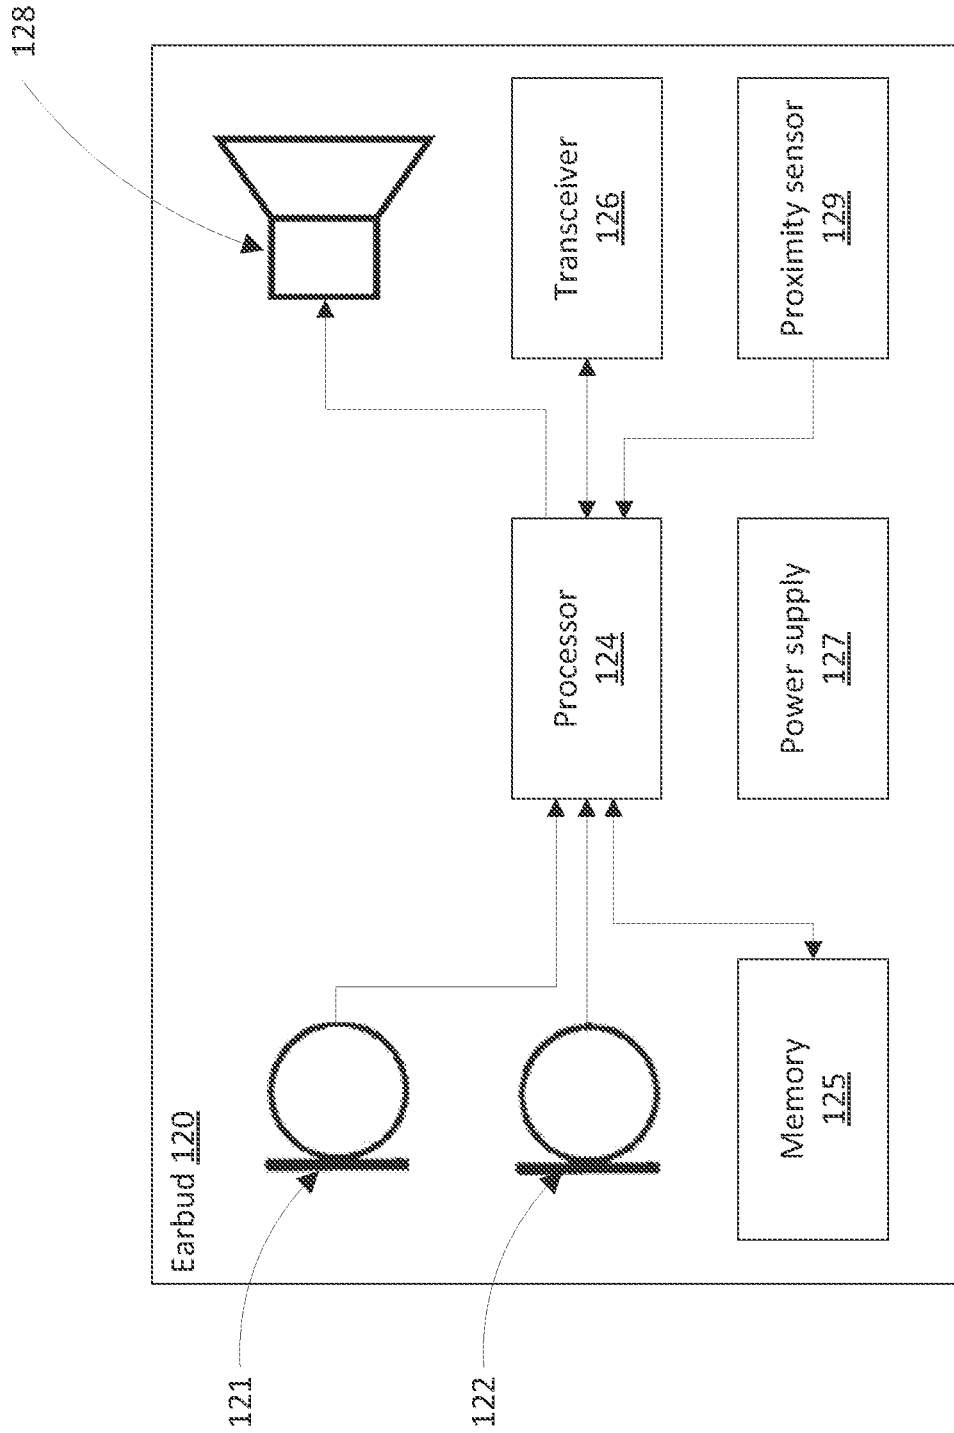 Earbud 120
121
122
128
Memory
125
Processor
124
Power supply
127
Transceiver
126
Proximity sensor
129